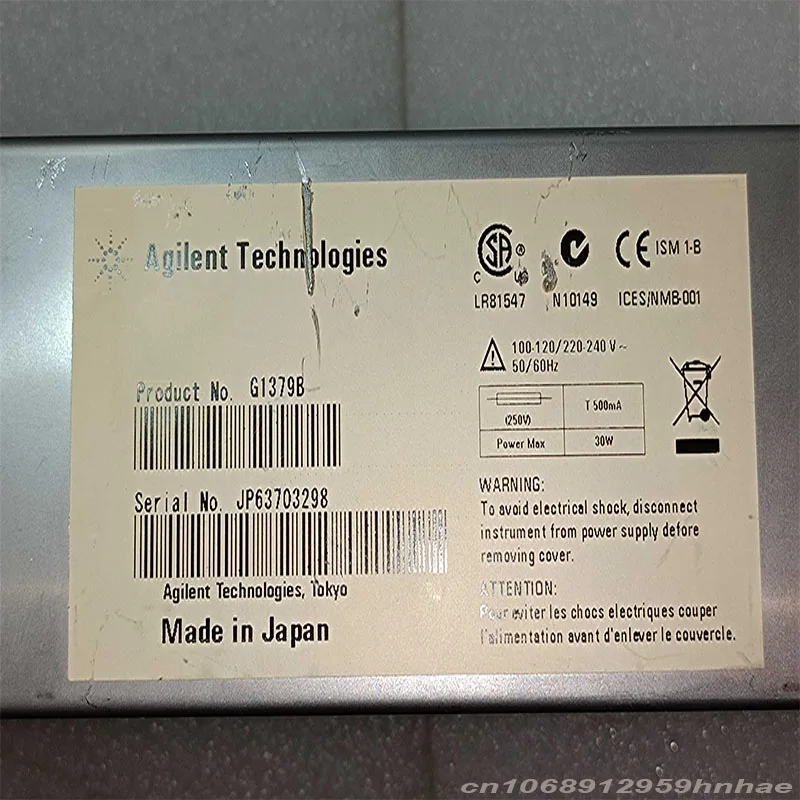 Agilent Technologies
Product No. G1379B
Serial No. JP63703298
Agilent Technologies, Tokyo
Made in Japan
C US
LR81547 N10149 ICES/NMB-001
CE ISM 1-B
100-120/220-240 V ~
50/60Hz
(250V) T 500mA
Power Max 30W
WARNING:
To avoid electrical shock, disconnect
instrument from power supply defore
removing cover.
ATTENTION:
Pour eviter les chocs electriques couper
l'alimentation avant d'enlever le couvercle.
cn1068912959hnhae